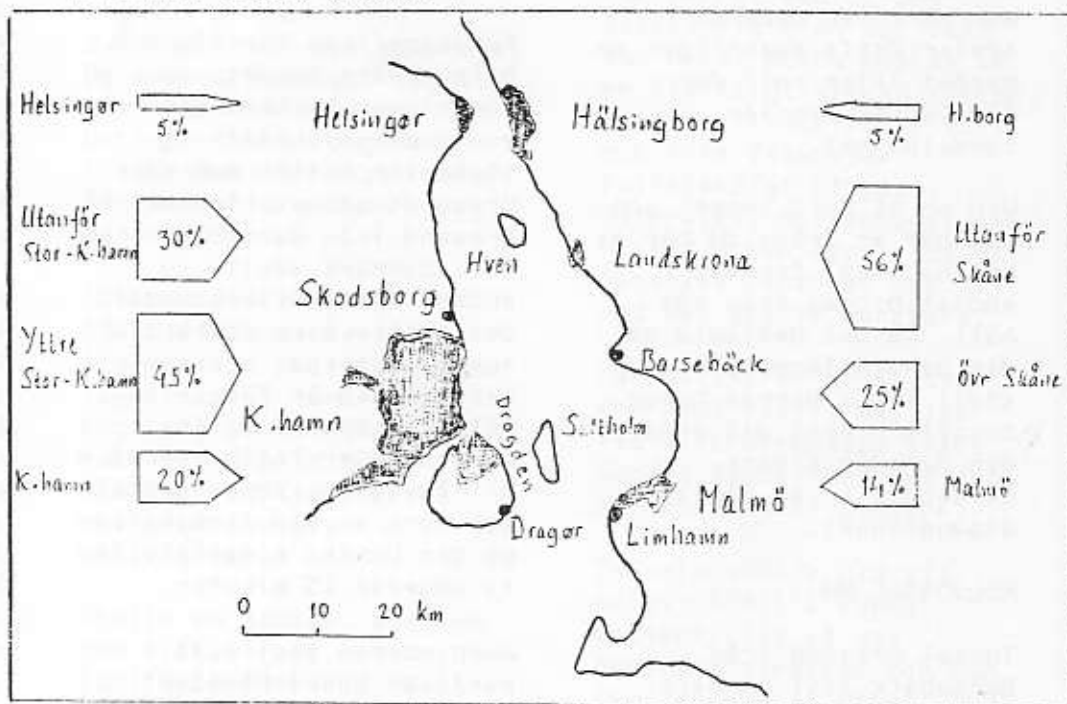 Helsingør
5%
Utanför
Stor-K.hamn
30%
Yttre
Stor-K.hamn
45%
K.hamn
20%
Helsingør
Hälsingborg
Hven
Landskrona
Skodsborg
Barsebäck
K.hamn
Drogden
Saltholm
Malmö
Dragør
Limhamn
0 10 20 km
H.borg
5%
Utanför
Skåne
56%
Övr Skåne
25%
Malmö
14%